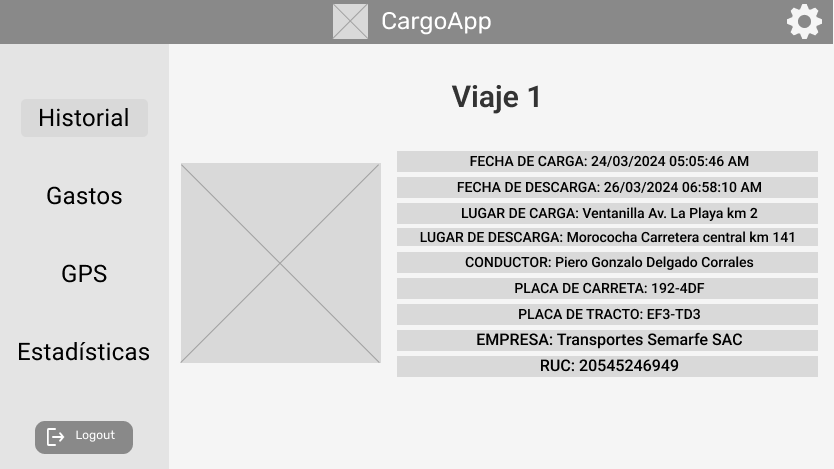 CargoApp
Historial
Gastos
GPS
Estadísticas
Logout
Viaje 1
FECHA DE CARGA: 24/03/2024 05:05:46 AM
FECHA DE DESCARGA: 26/03/2024 06:58:10 AM
LUGAR DE CARGA: Ventanilla Av. La Playa km 2
LUGAR DE DESCARGA: Morococha Carretera central km 141
CONDUCTOR: Piero Gonzalo Delgado Corrales
PLACA DE CARRETA: 192-4DF
PLACA DE TRACTO: EF3-TD3
EMPRESA: Transportes Semarfe SAC
RUC: 20545246949